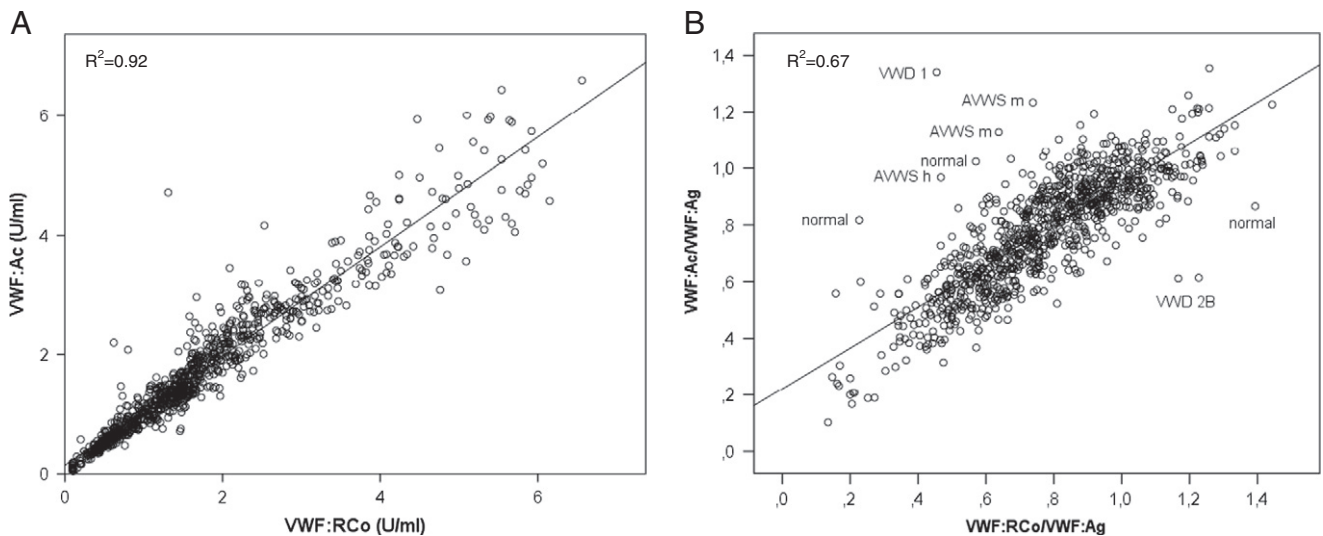 A
R²=0.92
6
4
2
0
0 2 4 6
VWF:Ac (U/ml)
VWF:RCo (U/ml)
B
R²=0.67
1,4
1,2
1,0
,8
,6
,4
,2
,0
,0 ,2 ,4 ,6 ,8 1,0 1,2 1,4
VWF:Ac/VWF:Ag
VWF:RCo/VWF:Ag
VWD 1
AVWS m
AVWS m
normal
AVWS h
normal
normal
VWD 2B